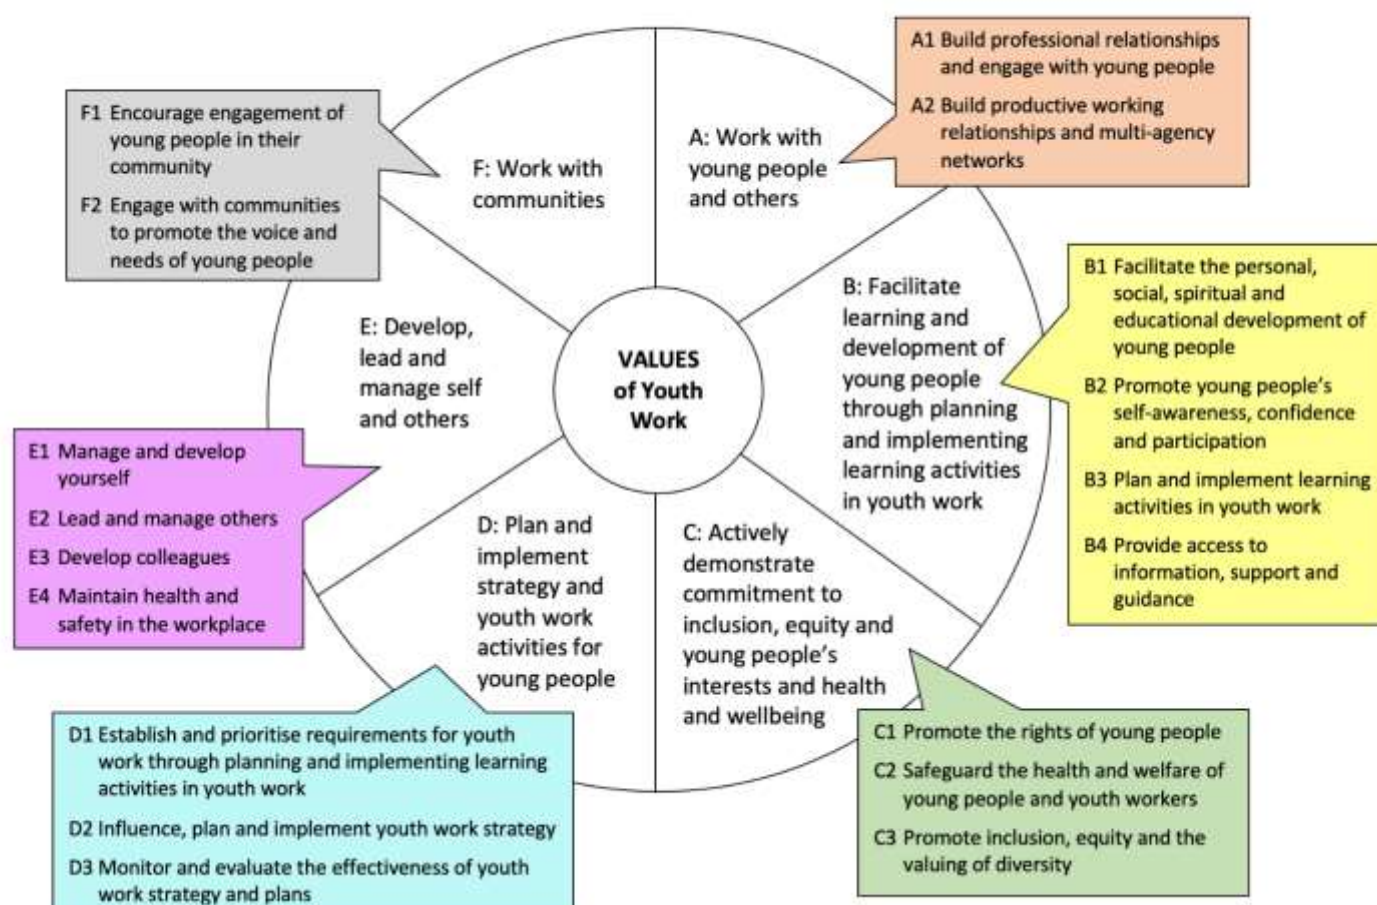 VALUES
of Youth
Work
A: Work with
young people
and others
A1 Build professional relationships
and engage with young people
A2 Build productive working
relationships and multi-agency
networks
B: Facilitate
learning and
development of
young people
through planning
and implementing
learning activities
in youth work
B1 Facilitate the personal,
social, spiritual and
educational development of
young people
B2 Promote young people's
self-awareness, confidence
and participation
B3 Plan and implement learning
activities in youth work
B4 Provide access to
information, support and
guidance
C: Actively
demonstrate
commitment to
inclusion, equity and
young people's
interests and health
and wellbeing
C1 Promote the rights of young people
C2 Safeguard the health and welfare of
young people and youth workers
C3 Promote inclusion, equity and the
valuing of diversity
D: Plan and
implement
strategy and
youth work
activities for
young people
D1 Establish and prioritise requirements for youth
work through planning and implementing learning
activities in youth work
D2 Influence, plan and implement youth work strategy
D3 Monitor and evaluate the effectiveness of youth
work strategy and plans
E: Develop,
lead and
manage self
and others
E1 Manage and develop
yourself
E2 Lead and manage others
E3 Develop colleagues
E4 Maintain health and
safety in the workplace
F: Work with
communities
F1 Encourage engagement of
young people in their
community
F2 Engage with communities
to promote the voice and
needs of young people